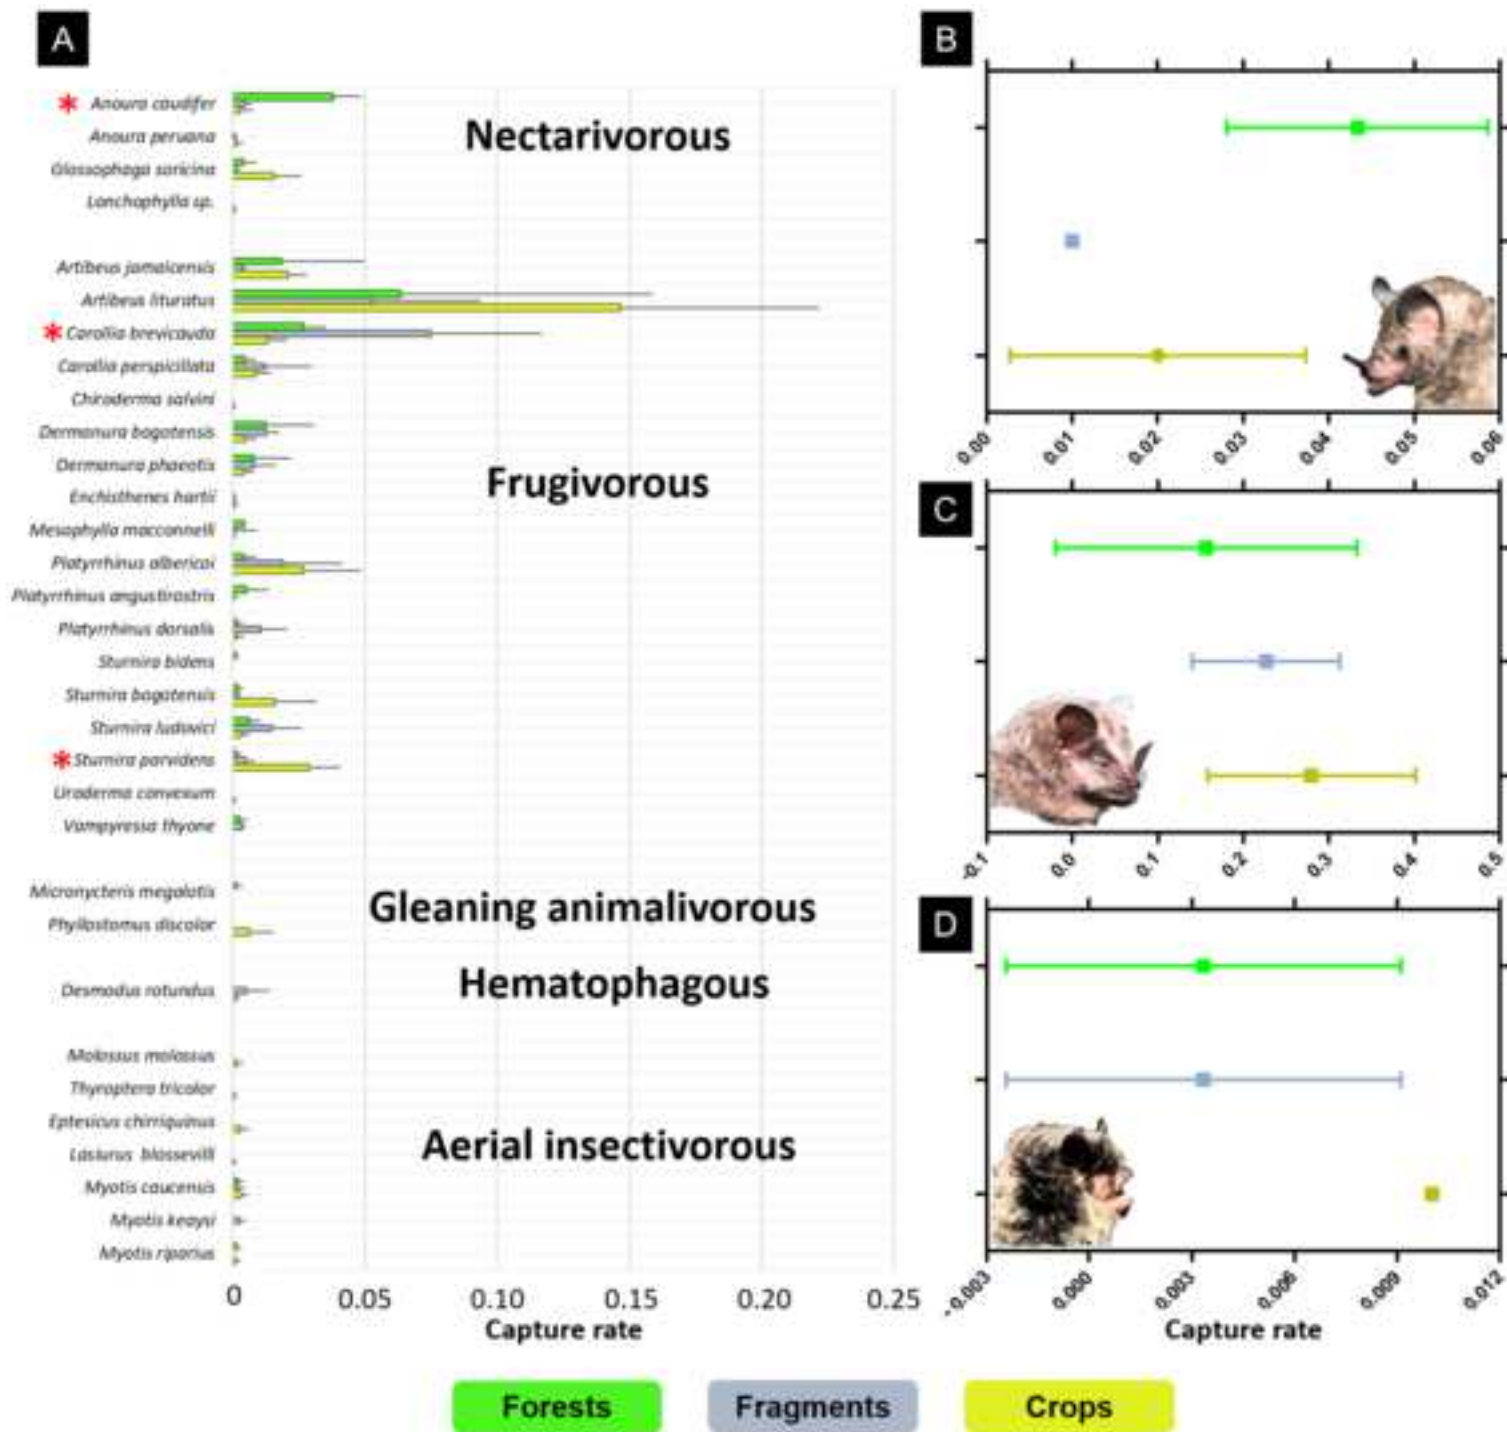 A
* Anoura caudifer
Anoura peruana
Glossophaga soricina
Lonchophylla sp.
Nectarivorous
Artibeus jamaicensis
Artibeus lituratus
* Carollia brevicauda
Carollia perspicillata
Chiroderma salvini
Dermanura bogotensis
Dermanura phaeotis
Enchisthenes hartii
Mesophylla macconnelli
Platyrrhinus albericoi
Platyrrhinus angustirostris
Platyrrhinus dorsalis
Sturnira bidens
Sturnira bogotensis
Sturnira ludovici
* Sturnira parvidens
Uroderma convexum
Vampyressa thyone
Frugivorous
Micronycteris megalotis
Phyllostomus discolor
Gleaning animalivorous
Desmodus rotundus
Hematophagous
Molossus molossus
Thyroptera tricolor
Eptesicus chirriquinus
Lasiurus blossevilli
Myotis caucensis
Myotis keaysi
Myotis riparius
Aerial insectivorous
0 0.05 0.10 0.15 0.20 0.25
Capture rate
B
0.00 0.01 0.02 0.03 0.04 0.05 0.06
C
-0.1 0.0 0.1 0.2 0.3 0.4 0.5
D
-0.003 0.000 0.003 0.006 0.009 0.012
Capture rate
Forests Fragments Crops